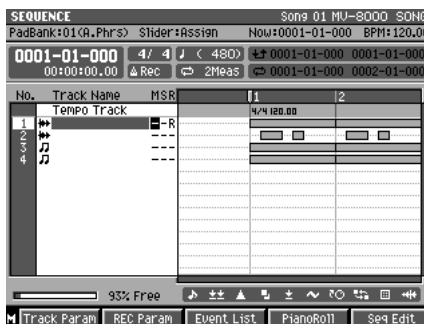 SEQUENCE Song 01 MV-8000 SONG
PadBank:01(A.Phrs) Slider:Assign Now:0001-01-000 BPM:120.0
0001-01-000 4/ 4 ♩ ( 480) 0001-01-000 0001-01-000
00:00:00.00 Rec 2Meas 0001-01-000 0002-01-000
No. Track Name MSR 1 2
Tempo Track 4/4 120.00
1 --R
2 ---
3 ---
4 ---
93% Free
M Track Param REC Param Event List PianoRoll Seq Edit